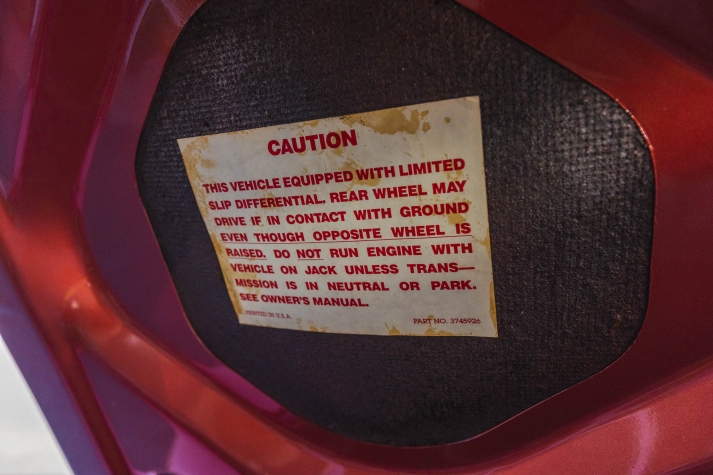 CAUTION
THIS VEHICLE EQUIPPED WITH LIMITED
SLIP DIFFERENTIAL. REAR WHEEL MAY
DRIVE IF IN CONTACT WITH GROUND
EVEN THOUGH OPPOSITE WHEEL IS
RAISED. DO NOT RUN ENGINE WITH
VEHICLE ON JACK UNLESS TRANS—
MISSION IS IN NEUTRAL OR PARK.
SEE OWNER'S MANUAL.
PRINTED IN U.S.A. PART NO. 3745926